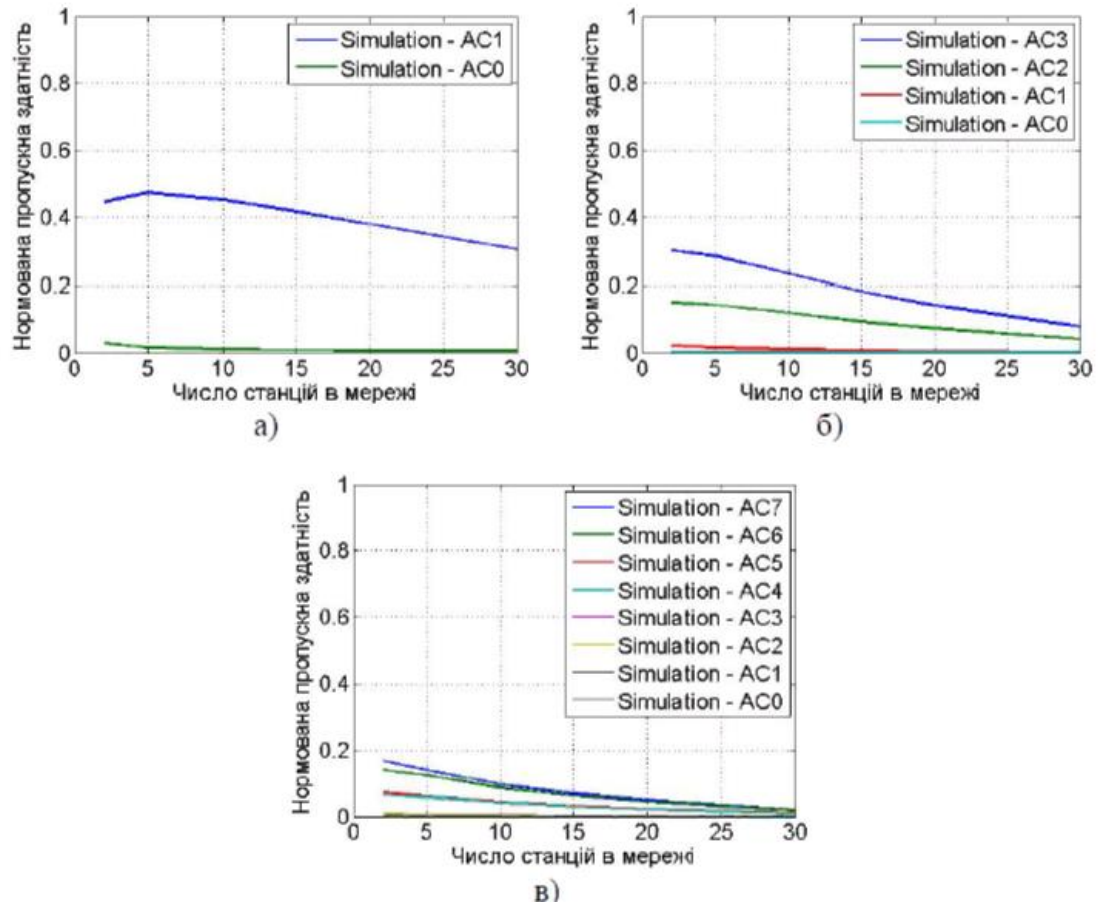 Нормована пропускна здатність
1
0.8
0.6
0.4
0.2
0
Simulation - AC1
Simulation - AC0
0 5 10 15 20 25 30
Число станцій в мережі
а)
Нормована пропускна здатність
1
0.8
0.6
0.4
0.2
0
Simulation - AC3
Simulation - AC2
Simulation - AC1
Simulation - AC0
0 5 10 15 20 25 30
Число станцій в мережі
б)
Нормована пропускна здатність
1
0.8
0.6
0.4
0.2
0
Simulation - AC7
Simulation - AC6
Simulation - AC5
Simulation - AC4
Simulation - AC3
Simulation - AC2
Simulation - AC1
Simulation - AC0
0 5 10 15 20 25 30
Число станцій в мережі
в)